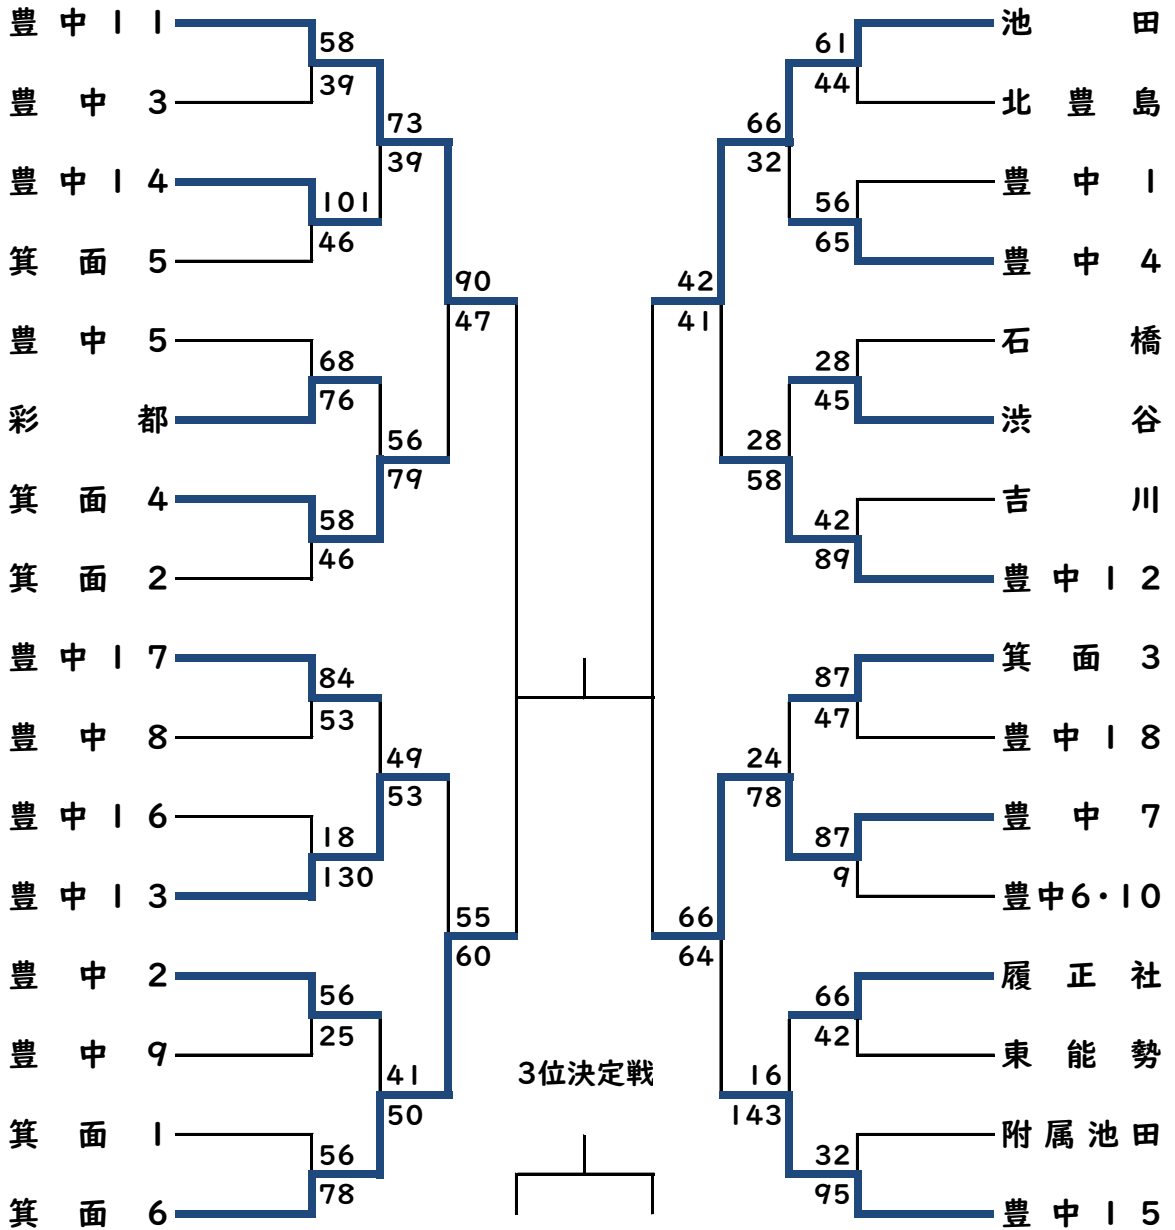 豊中11
58
39
豊中3
73
39
豊中14
101
46
箕面5
90
47
豊中5
68
76
彩都
56
79
箕面4
58
46
箕面2
豊中17
84
53
豊中8
49
53
豊中16
18
130
豊中13
55
60
豊中2
56
25
豊中9
41
50
箕面1
56
78
箕面6
3位決定戦
池田
61
44
北豊島
66
32
豊中1
56
65
豊中4
42
41
石橋
28
45
渋谷
28
58
吉川
42
89
豊中12
箕面3
87
47
豊中18
24
78
豊中7
87
9
豊中6・10
66
64
履正社
66
42
東能勢
16
143
附属池田
32
95
豊中15